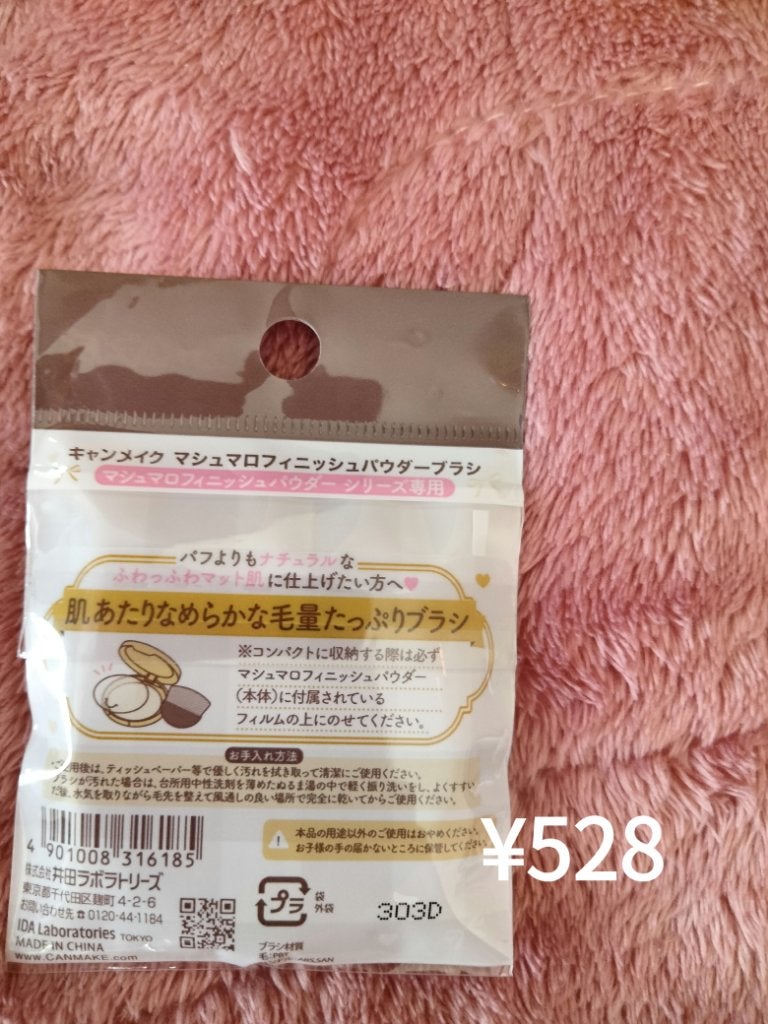 キャンメイク マシュマロフィニッシュパウダーブラシ
マシュマロフィニッシュパウダー シリーズ専用
パフよりもナチュラルな
ふわっふわマット肌に仕上げたい方へ♥
肌あたりなめらかな毛量たっぷりブラシ
※コンパクトに収納する際は必ず
マシュマロフィニッシュパウダー
(本体)に付属されている
フィルムの上にのせてください。
お手入れ方法
使用後は、ティッシュペーパー等で優しく汚れを拭き取って清潔にご使用ください。
ブラシが汚れた場合は、台所用中性洗剤を薄めたぬるま湯の中で軽く振り洗いをし、よくすすい
だ後、水気を取りながら毛先を整えて風通しの良い場所で完全に乾いてからご使用ください。
本品の用途以外のご使用はおやめください。
お子様の手の届かないところに保管してください。
4 901008 316185
¥528
株式会社 井田ラボラトリーズ
東京都千代田区麹町4-2-6
お問い合わせ先 ☎ 0120-44-1184
IDA Laboratories TOKYO
MADE IN CHINA
www.CANMAKE.com
プラ
袋
外袋
303D
ブラシ材質
毛:PBT